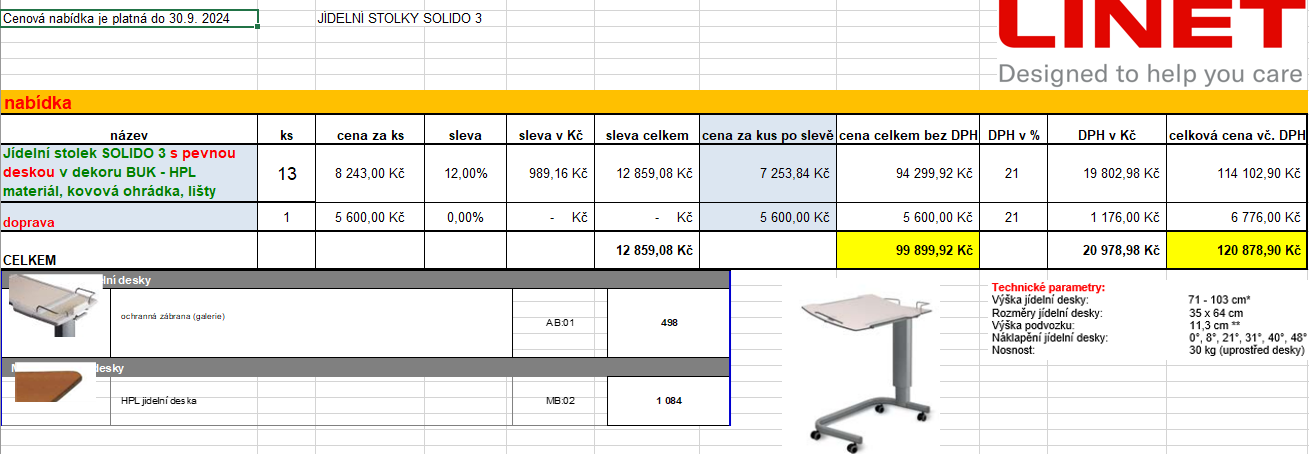 Cenová nabídka je platná do 30.9. 2024 JÍDELNÍ STOLKY SOLIDO 3
LINET
Designed to help you care
nabídka
název ks cena za ks sleva sleva v Kč sleva celkem cena za kus po slevě cena celkem bez DPH DPH v % DPH v Kč celková cena vč. DPH
Jídelní stolek SOLIDO 3 s pevnou
deskou v dekoru BUK - HPL
materiál, kovová ohrádka, lišty
13 8 243,00 Kč 12,00% 989,16 Kč 12 859,08 Kč 7 253,84 Kč 94 299,92 Kč 21 19 802,98 Kč 114 102,90 Kč
doprava 1 5 600,00 Kč 0,00% - Kč - Kč 5 600,00 Kč 5 600,00 Kč 21 1 176,00 Kč 6 776,00 Kč
CELKEM 12 859,08 Kč 99 899,92 Kč 20 978,98 Kč 120 878,90 Kč
desky
ochranná zábrana (galerie) AB:01 498
desky
HPL jídelní deska MB:02 1 084
Technické parametry:
Výška jídelní desky: 71 - 103 cm*
Rozměry jídelní desky: 35 x 64 cm
Výška podvozku: 11,3 cm **
Náklapění jídelní desky: 0°, 8°, 21°, 31°, 40°, 48°
Nosnost: 30 kg (uprostřed desky)